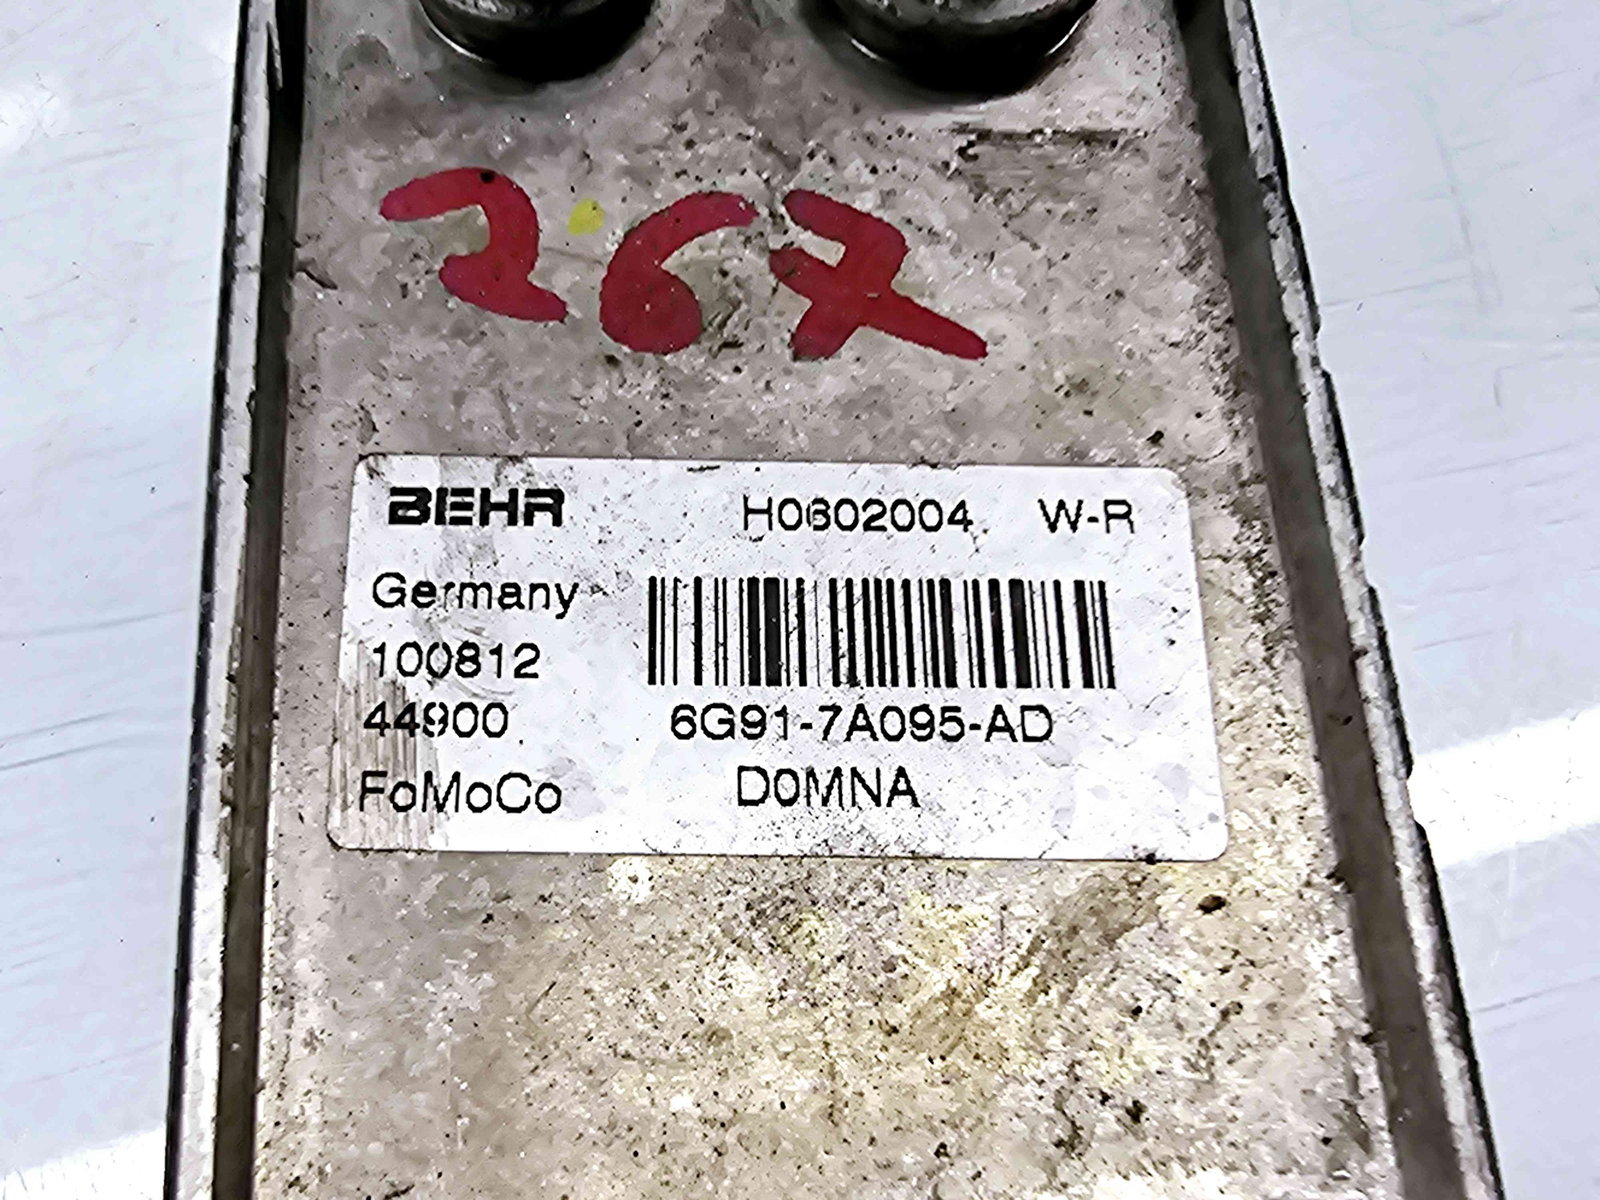 267
BEHR H0602004 W-R
Germany
100812
44900 6G91-7A095-AD
FoMoCo D0MNA